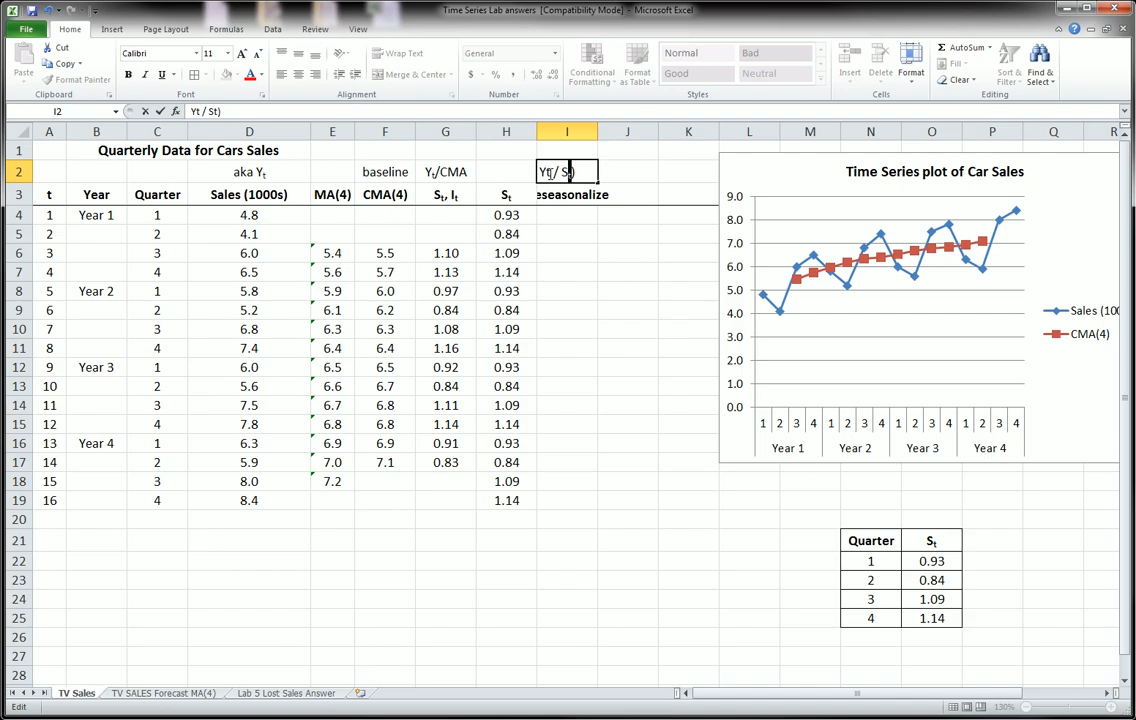 Time Series Lab answers [Compatibility Mode] - Microsoft Excel
File Home Insert Page Layout Formulas Data Review View
Cut
Copy
Format Painter
Paste
Clipboard
Calibri 11
B I U
Font
Wrap Text
Merge & Center
Alignment
General
$ % ,
Number
Conditional Formatting
Format as Table
Normal Bad
Good Neutral
Styles
Insert Delete Format
Cells
AutoSum
Fill
Clear
Sort & Filter
Find & Select
Editing
I2 fx Yt / St)
A B C D E F G H I J K L M N O P Q R
1 Quarterly Data for Cars Sales
2 aka Yt baseline Yt/CMA Yt / St)
3 t Year Quarter Sales (1000s) MA(4) CMA(4) St, It St eseasonalize
4 1 Year 1 1 4.8 0.93
5 2 2 4.1 0.84
6 3 3 6.0 5.4 5.5 1.10 1.09
7 4 4 6.5 5.6 5.7 1.13 1.14
8 5 Year 2 1 5.8 5.9 6.0 0.97 0.93
9 6 2 5.2 6.1 6.2 0.84 0.84
10 7 3 6.8 6.3 6.3 1.08 1.09
11 8 4 7.4 6.4 6.4 1.16 1.14
12 9 Year 3 1 6.0 6.5 6.5 0.92 0.93
13 10 2 5.6 6.6 6.7 0.84 0.84
14 11 3 7.5 6.7 6.8 1.11 1.09
15 12 4 7.8 6.8 6.8 1.14 1.14
16 13 Year 4 1 6.3 6.9 6.9 0.91 0.93
17 14 2 5.9 7.0 7.1 0.83 0.84
18 15 3 8.0 7.2 1.09
19 16 4 8.4 1.14
20
21
22
23
24
25
26
27
28
Time Series plot of Car Sales
9.0
8.0
7.0
6.0
5.0
4.0
3.0
2.0
1.0
0.0
1 2 3 4 1 2 3 4 1 2 3 4 1 2 3 4
Year 1 Year 2 Year 3 Year 4
Sales (100
CMA(4)
Quarter St
1 0.93
2 0.84
3 1.09
4 1.14
TV Sales TV SALES Forecast MA(4) Lab 5 Lost Sales Answer
Edit 130%